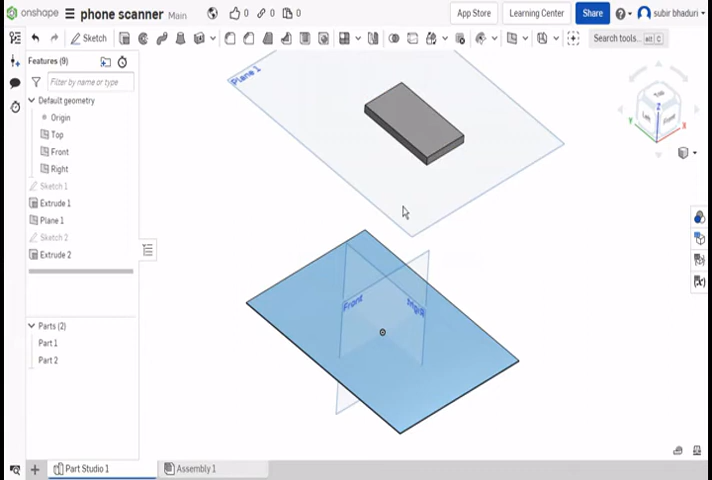 onshape
phone scanner Main
0
0
0
App Store
Learning Center
Share
subir bhaduri
Sketch
Search tools...
alt C
Features (9)
Filter by name or type
Default geometry
Origin
Top
Front
Right
Sketch 1
Extrude 1
Plane 1
Sketch 2
Extrude 2
Parts (2)
Part 1
Part 2
Plane 1
Front
Right
Top
Left
Front
Z
Y
X
Part Studio 1
Assembly 1